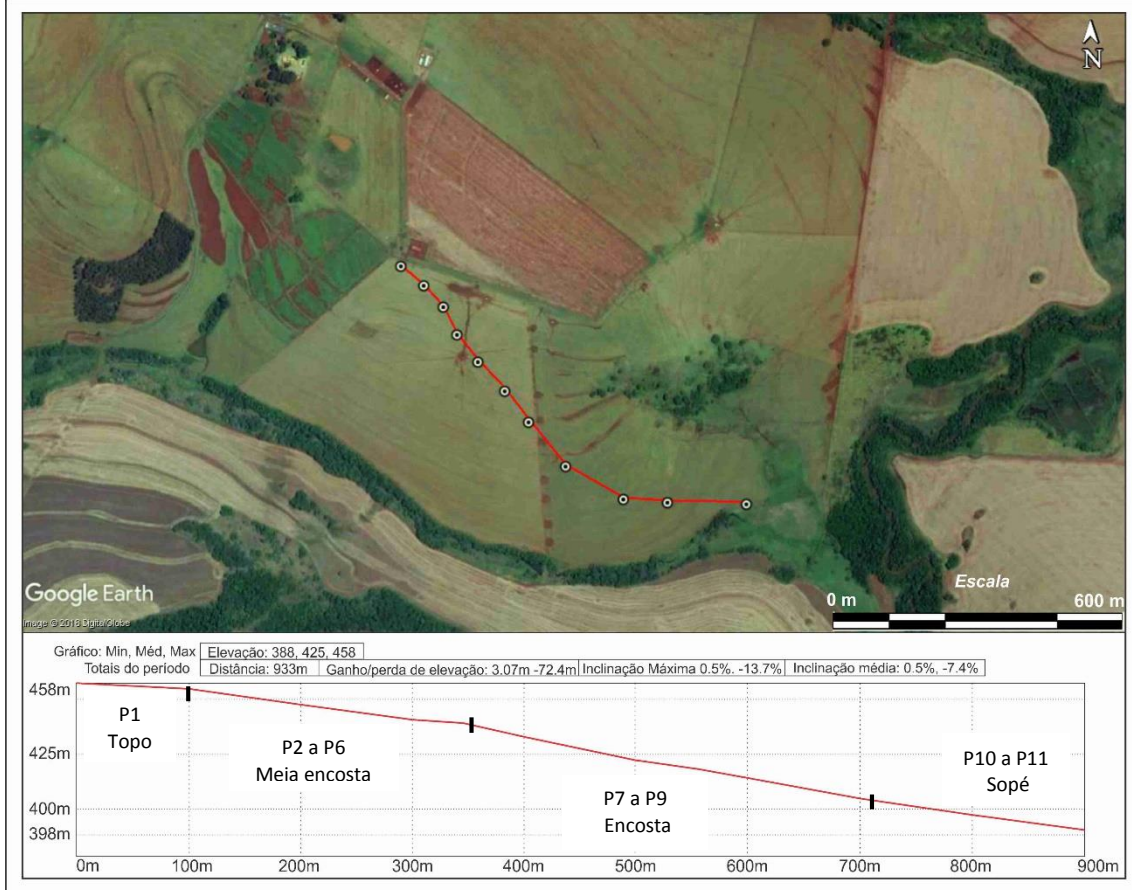 N
Google Earth
Image © 2018 DigitalGlobe
Escala
0 m 600 m
Gráfico: Min, Méd, Max Elevação: 388, 425, 458
Totais do período Distância: 933m Ganho/perda de elevação: 3.07m -72.4m Inclinação Máxima 0.5%. -13.7% Inclinação média: 0.5%, -7.4%
458m
P1
Topo
P2 a P6
Meia encosta
425m
P7 a P9
Encosta
P10 a P11
Sopé
400m
398m
0m 100m 200m 300m 400m 500m 600m 700m 800m 900m